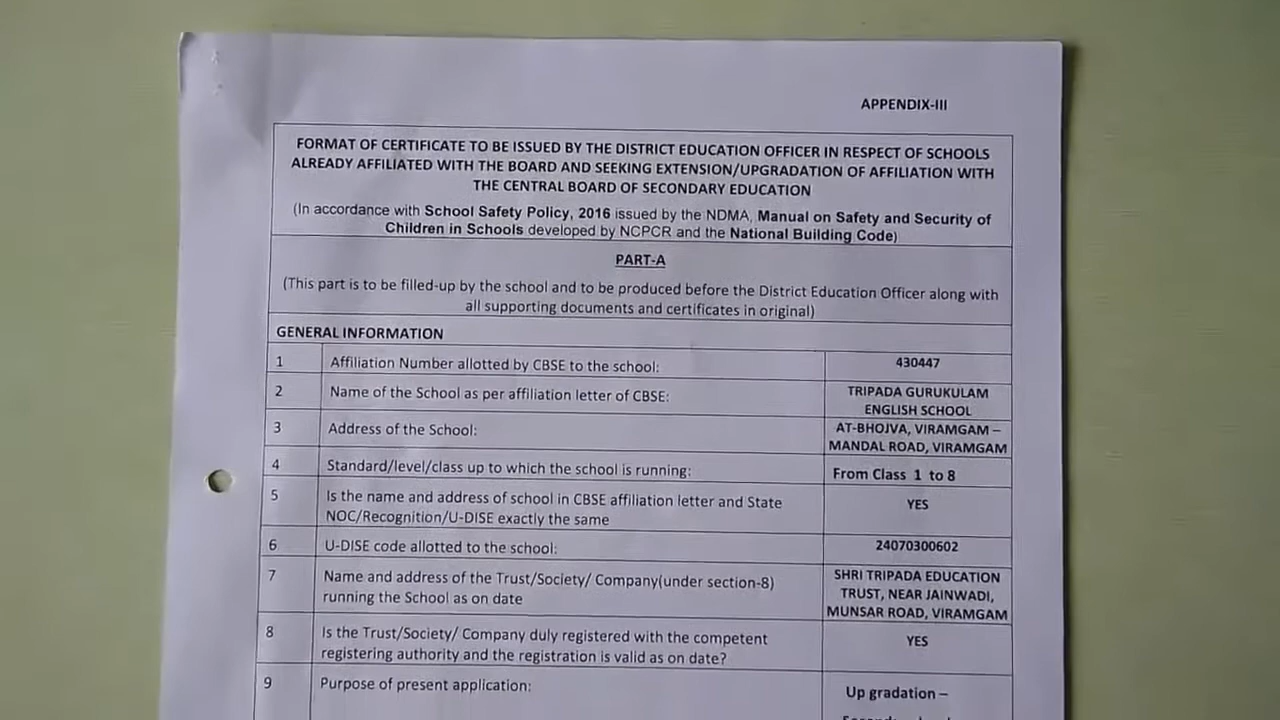 APPENDIX-III
FORMAT OF CERTIFICATE TO BE ISSUED BY THE DISTRICT EDUCATION OFFICER IN RESPECT OF SCHOOLS
ALREADY AFFILIATED WITH THE BOARD AND SEEKING EXTENSION/UPGRADATION OF AFFILIATION WITH
THE CENTRAL BOARD OF SECONDARY EDUCATION
(In accordance with School Safety Policy, 2016 issued by the NDMA, Manual on Safety and Security of
Children in Schools developed by NCPCR and the National Building Code)
PART-A
(This part is to be filled-up by the school and to be produced before the District Education Officer along with
all supporting documents and certificates in original)
GENERAL INFORMATION
1 Affiliation Number allotted by CBSE to the school: 430447
2 Name of the School as per affiliation letter of CBSE: TRIPADA GURUKULAM
ENGLISH SCHOOL
3 Address of the School: AT-BHOJVA, VIRAMGAM –
MANDAL ROAD, VIRAMGAM
4 Standard/level/class up to which the school is running: From Class 1 to 8
5 Is the name and address of school in CBSE affiliation letter and State YES
NOC/Recognition/U-DISE exactly the same
6 U-DISE code allotted to the school: 24070300602
7 Name and address of the Trust/Society/ Company(under section-8) SHRI TRIPADA EDUCATION
running the School as on date TRUST, NEAR JAINWADI,
MUNSAR ROAD, VIRAMGAM
8 Is the Trust/Society/ Company duly registered with the competent YES
registering authority and the registration is valid as on date?
9 Purpose of present application: Up gradation –